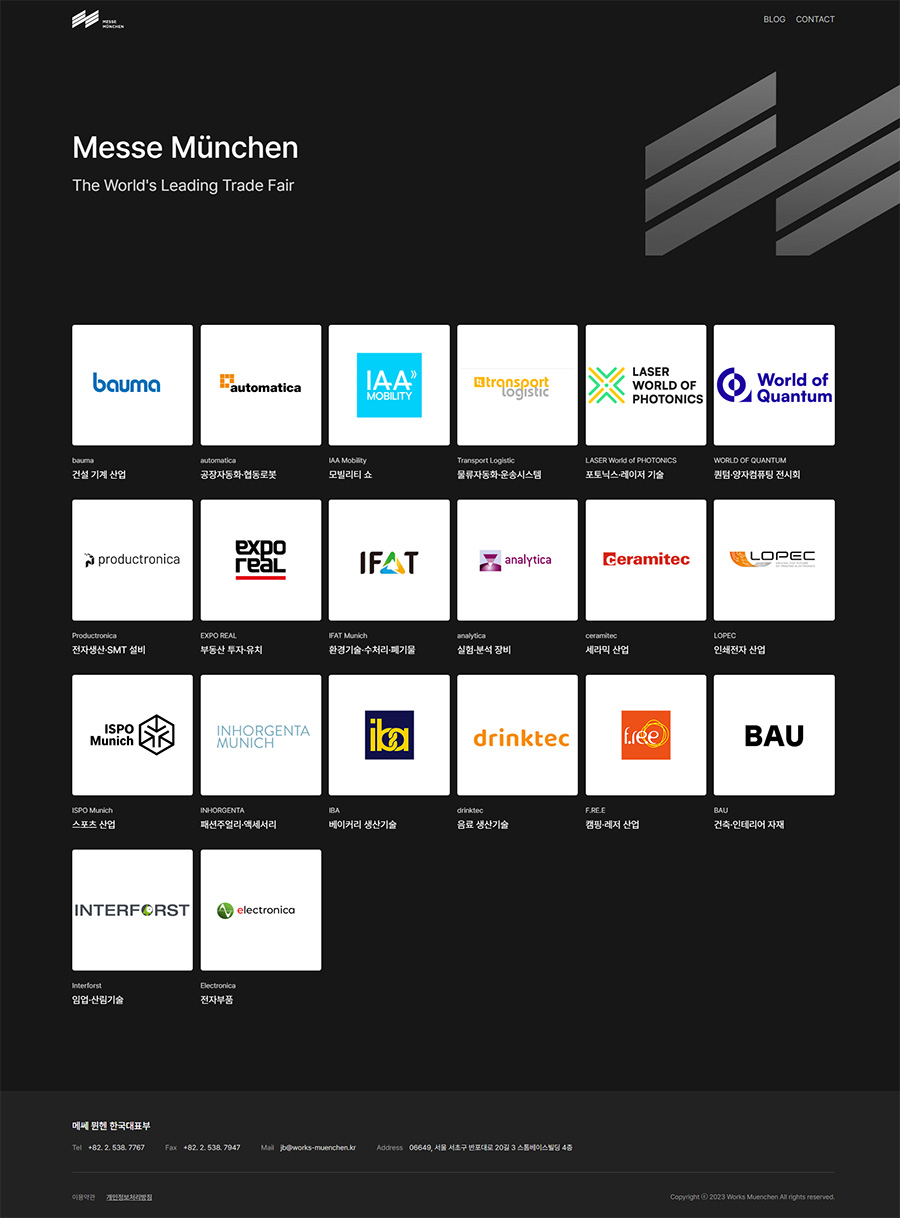 MESSE
MÜNCHEN
BLOG CONTACT
Messe München
The World's Leading Trade Fair
bauma
automatica
IAA
MOBILITY
transport
logistic
LASER
WORLD OF
PHOTONICS
World of
Quantum
bauma
건설 기계 산업
automatica
공장자동화·협동로봇
IAA Mobility
모빌리티 쇼
Transport Logistic
물류자동화·운송시스템
LASER World of PHOTONICS
포토닉스·레이저 기술
WORLD OF QUANTUM
퀀텀·양자컴퓨팅 전시회
productronica
EXPO
REAL
IFAT
analytica
ceramitec
LOPEC
Productronica
전자생산·SMT 설비
EXPO REAL
부동산 투자·유치
IFAT Munich
환경기술·수처리·폐기물
analytica
실험·분석 장비
ceramitec
세라믹 산업
LOPEC
인쇄전자 산업
ISPO
Munich
INHORGENTA
MUNICH
iba
drinktec
f.re.e
BAU
ISPO Munich
스포츠 산업
INHORGENTA
패션주얼리·액세서리
IBA
베이커리 생산기술
drinktec
음료 생산기술
F.RE.E
캠핑·레저 산업
BAU
건축·인테리어 자재
INTERFORST
electronica
Interforst
임업·산림기술
Electronica
전자부품
메쎄 뮌헨 한국대표부
Tel +82. 2. 538. 7767 Fax +82. 2. 538. 7947 Mail jb@works-muenchen.kr Address 06649, 서울 서초구 반포대로 20길 3 스톰베이스빌딩 4층
이용약관 개인정보처리방침
Copyright ⓒ 2023 Works Muenchen All rights reserved.